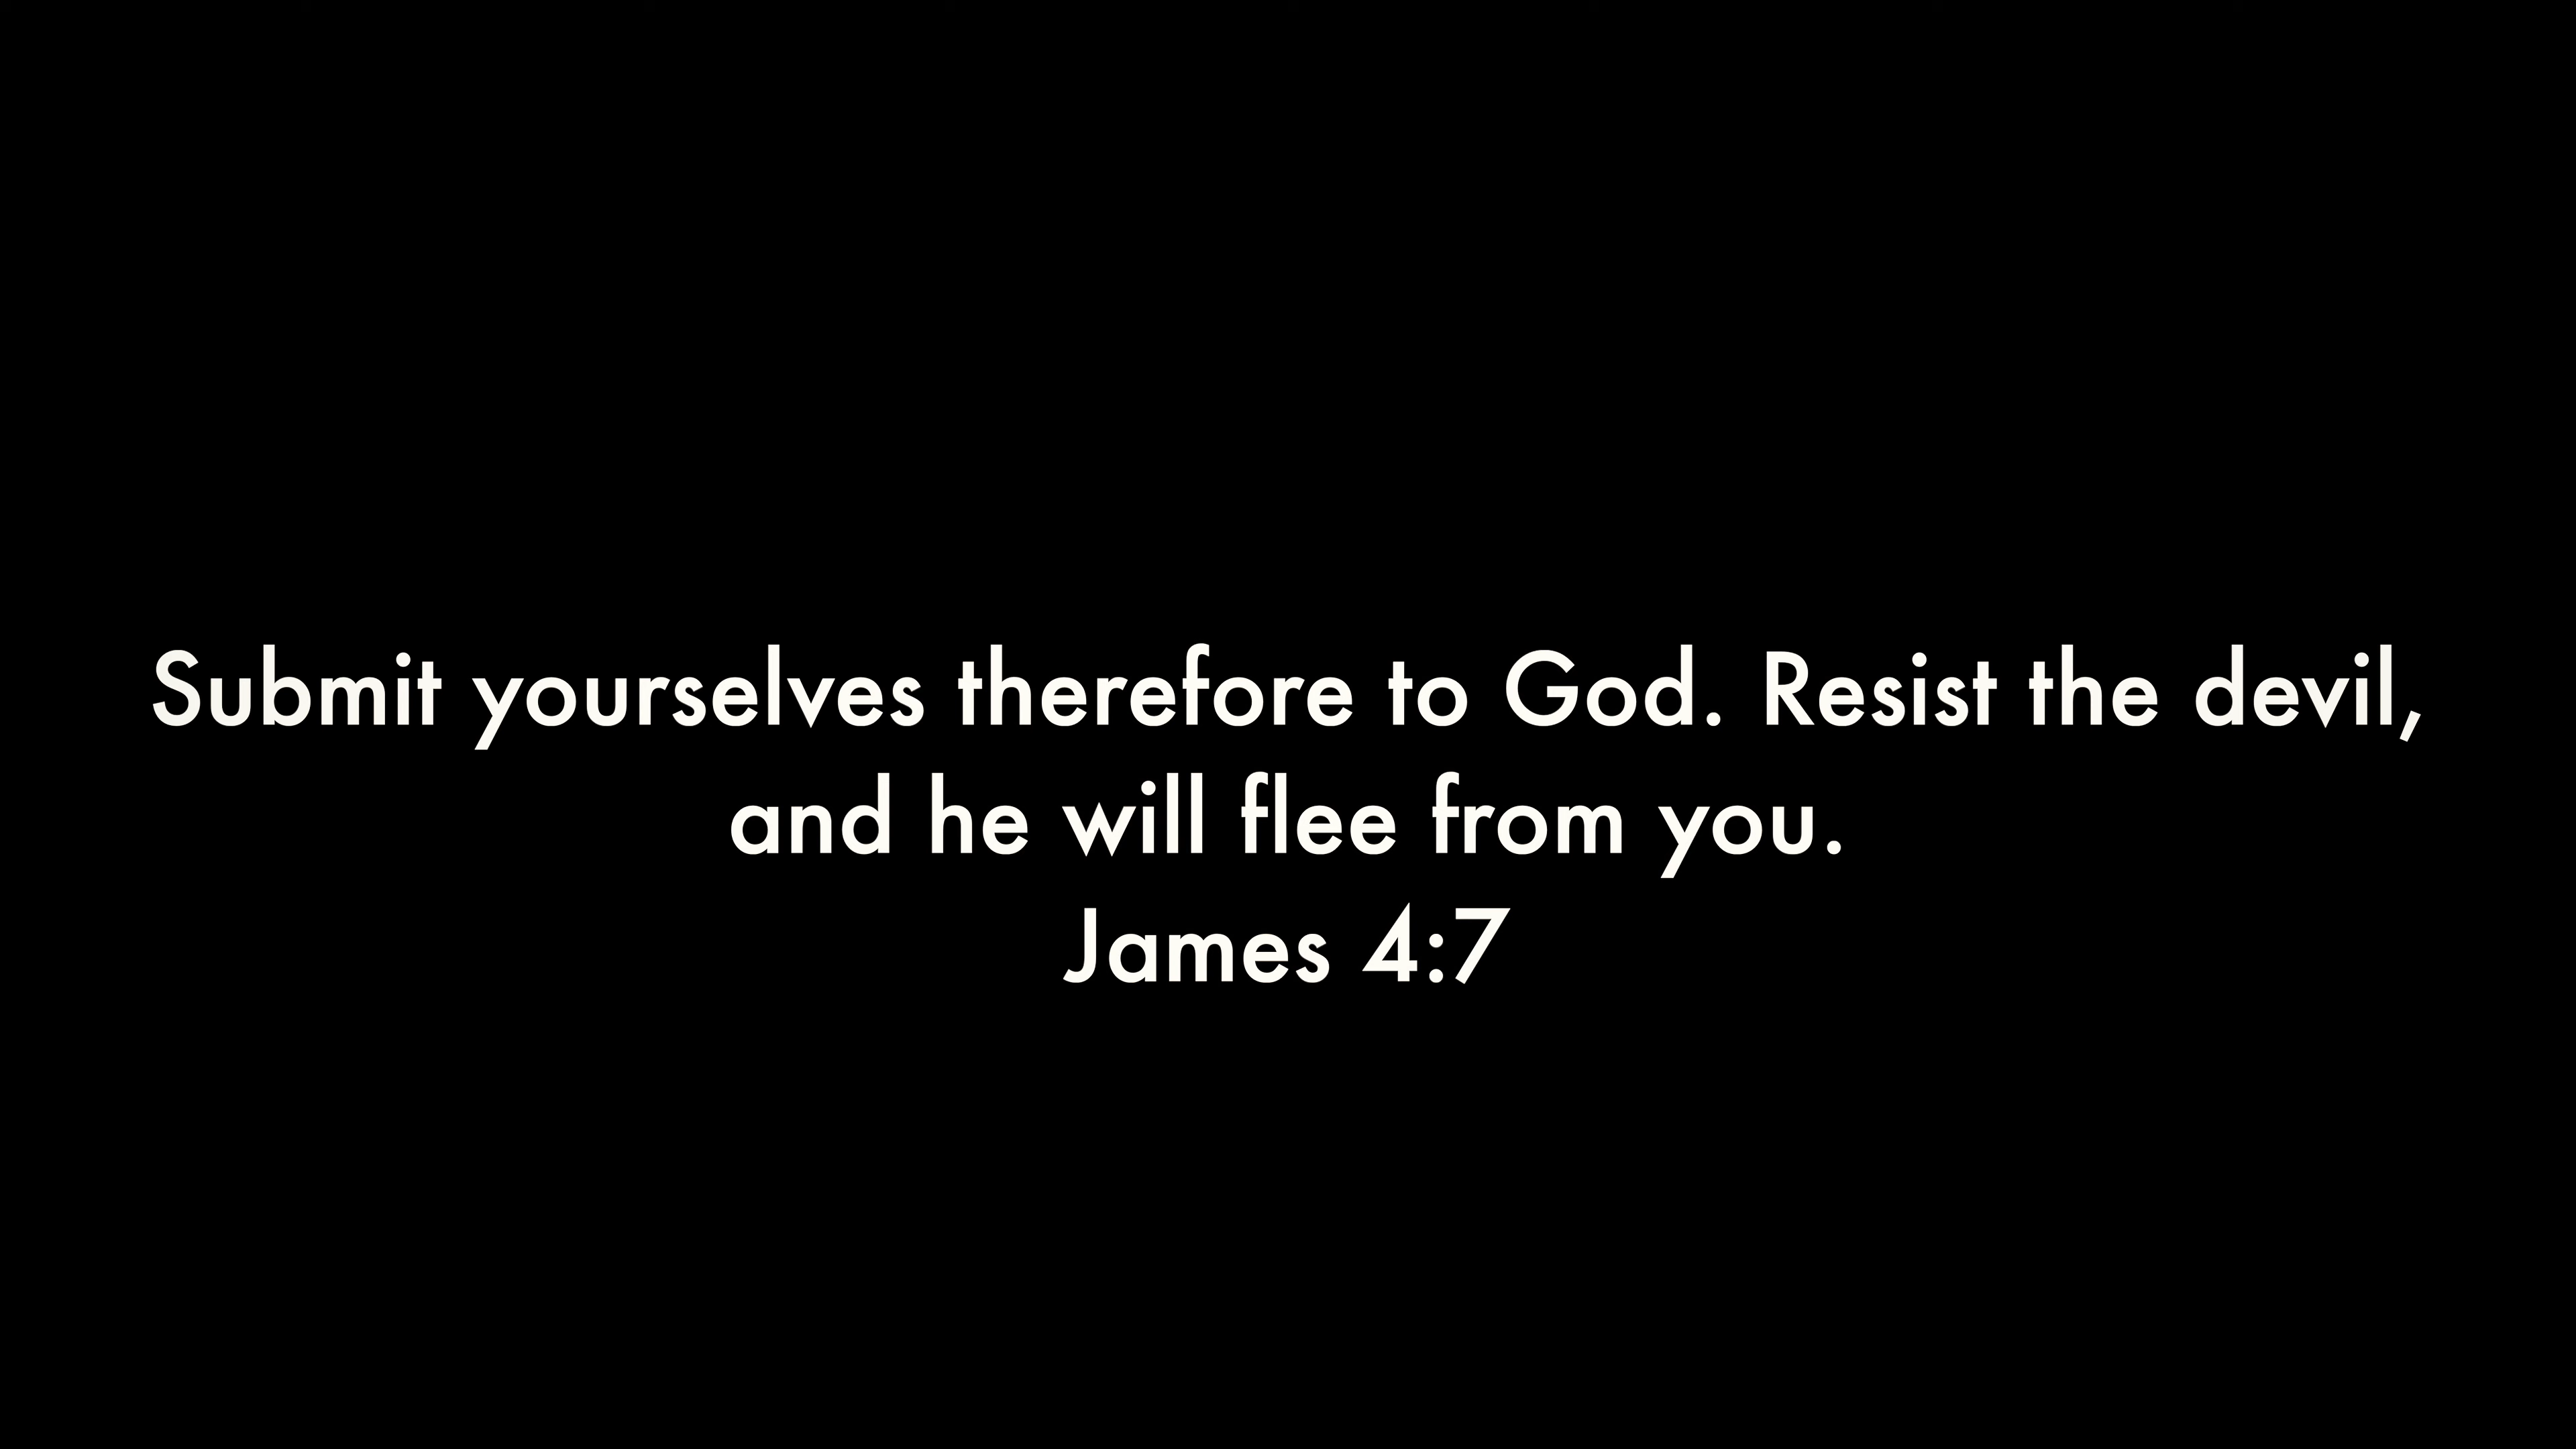 Submit yourselves therefore to God. Resist the devil,
and he will flee from you.
James 4:7